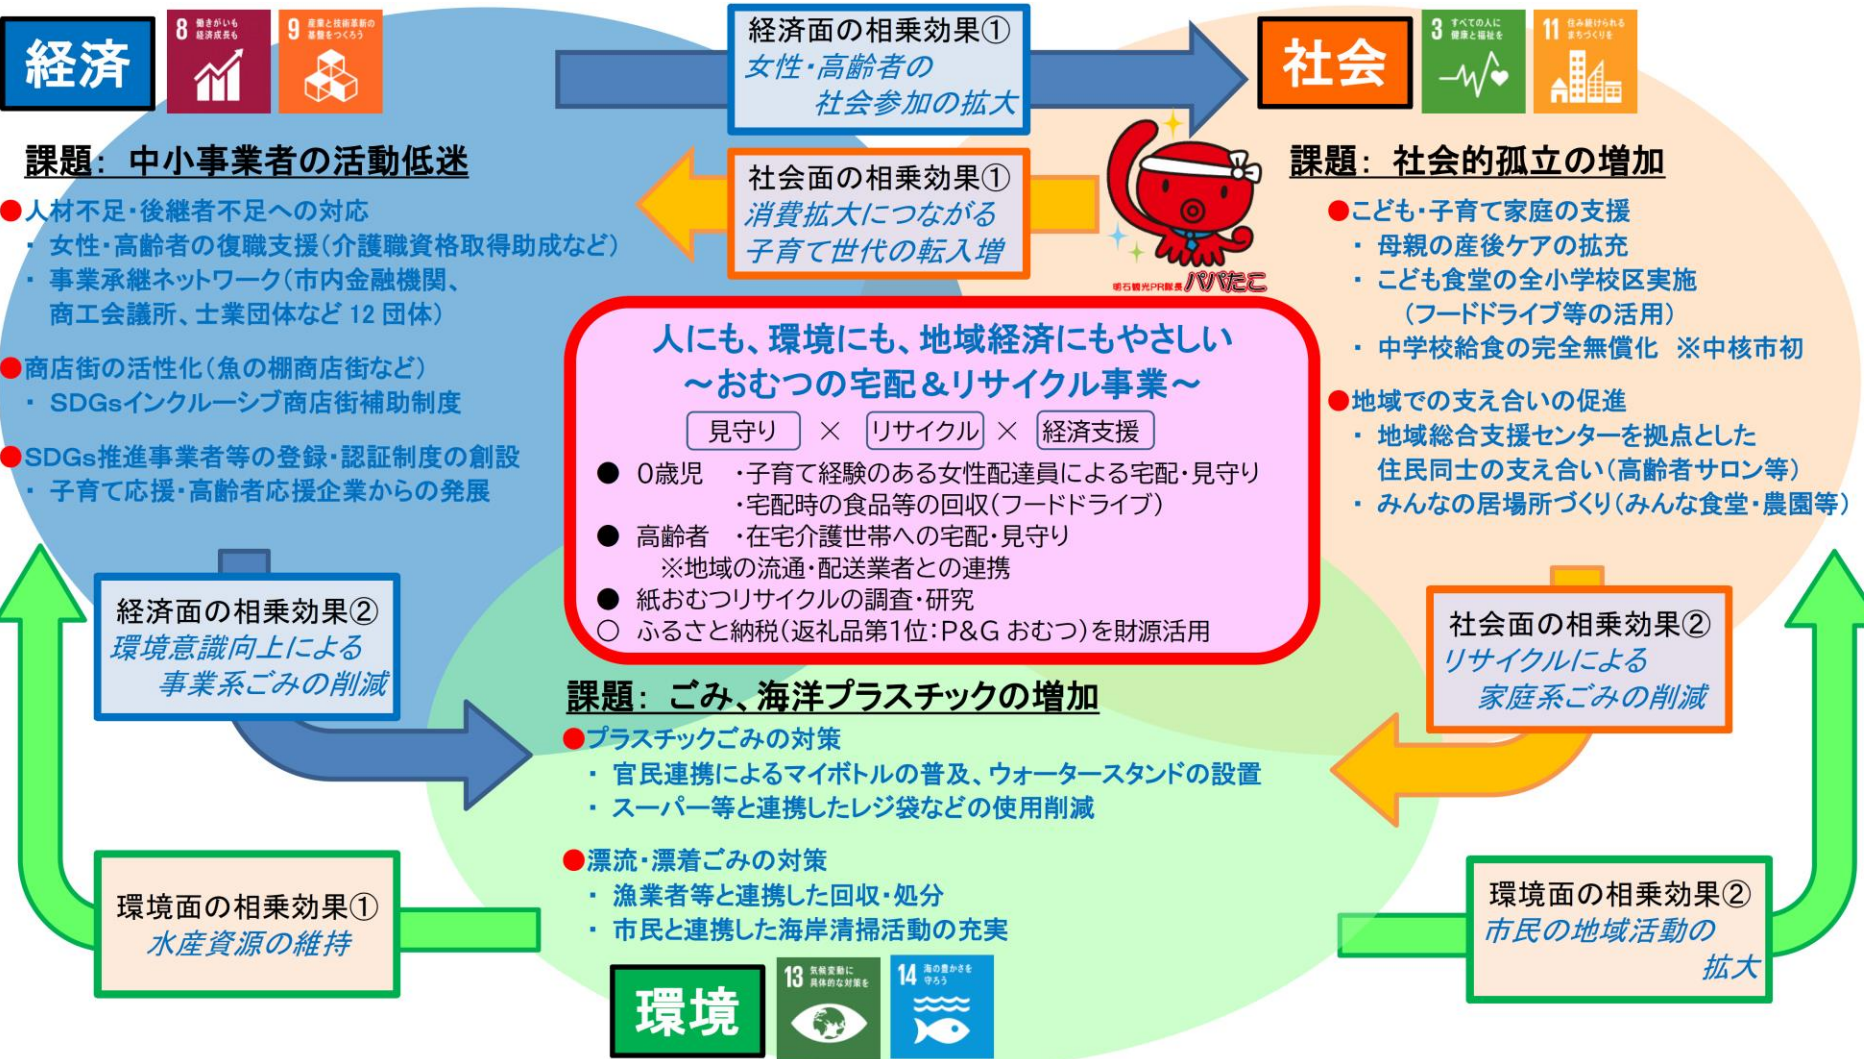 経済
8 働きがいも
経済成長も
9 産業と技術革新の
基盤をつくろう
経済面の相乗効果①
女性・高齢者の
社会参加の拡大
社会
3 すべての人に
健康と福祉を
11 住み続けられる
まちづくりを
課題： 中小事業者の活動低迷
●人材不足・後継者不足への対応
・ 女性・高齢者の復職支援（介護職資格取得助成など）
・ 事業承継ネットワーク（市内金融機関、
商工会議所、士業団体など 12 団体）
●商店街の活性化（魚の棚商店街など）
・ SDGsインクルーシブ商店街補助制度
●SDGs推進事業者等の登録・認証制度の創設
・ 子育て応援・高齢者応援企業からの発展
社会面の相乗効果①
消費拡大につながる
子育て世代の転入増
明石観光PR隊長 パパたこ
課題： 社会的孤立の増加
●こども・子育て家庭の支援
・ 母親の産後ケアの拡充
・ こども食堂の全小学校区実施
（フードドライブ等の活用）
・ 中学校給食の完全無償化 ※中核市初
●地域での支え合いの促進
・ 地域総合支援センターを拠点とした
住民同士の支え合い（高齢者サロン等）
・ みんなの居場所づくり（みんな食堂・農園等）
人にも、環境にも、地域経済にもやさしい
～おむつの宅配＆リサイクル事業～
見守り × リサイクル × 経済支援
● 0歳児 ・子育て経験のある女性配達員による宅配・見守り
・宅配時の食品等の回収（フードドライブ）
● 高齢者 ・在宅介護世帯への宅配・見守り
※地域の流通・配送業者との連携
● 紙おむつリサイクルの調査・研究
○ ふるさと納税（返礼品第1位：P&G おむつ）を財源活用
経済面の相乗効果②
環境意識向上による
事業系ごみの削減
社会面の相乗効果②
リサイクルによる
家庭系ごみの削減
課題： ごみ、海洋プラスチックの増加
●プラスチックごみの対策
・ 官民連携によるマイボトルの普及、ウォータースタンドの設置
・ スーパー等と連携したレジ袋などの使用削減
●漂流・漂着ごみの対策
・ 漁業者等と連携した回収・処分
・ 市民と連携した海岸清掃活動の充実
環境面の相乗効果①
水産資源の維持
環境面の相乗効果②
市民の地域活動の
拡大
環境
13 気候変動に
具体的な対策を
14 海の豊かさを
守ろう